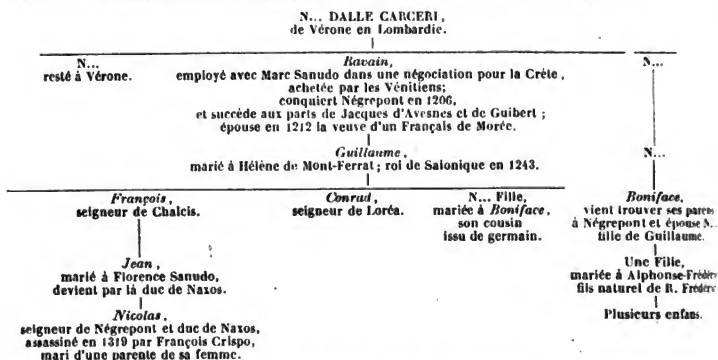 N... DALLE CARCERI,
de Vérone en Lombardie.
N...
resté à Vérone.
Ravain,
employé avec Marc Sanudo dans une négociation pour la Crète,
achetée par les Vénitiens;
conquiert Négrepont en 1206,
et succède aux parts de Jacques d'Avesnes et de Guibert ;
épouse en 1212 la veuve d'un Français de Morée.
N...
Guillaume,
marié à Hélène de Mont-Ferrat ; roi de Salonique en 1243.
N...
François,
seigneur de Chalcis.
Conrad,
seigneur de Loréa.
N... Fille,
mariée à Boniface,
son cousin
issu de germain.
Boniface,
vient trouver ses parens
à Négrepont et épouse N..
fille de Guillaume.
Jean,
marié à Florence Sanudo,
devient par là duc de Naxos.
Une Fille,
mariée à Alphonse-Frédéric
fils naturel de R. Frédéric
Nicolas,
seigneur de Négrepont et duc de Naxos,
assassiné en 1319 par François Crispo,
mari d'une parente de sa femme.
Plusieurs enfans.